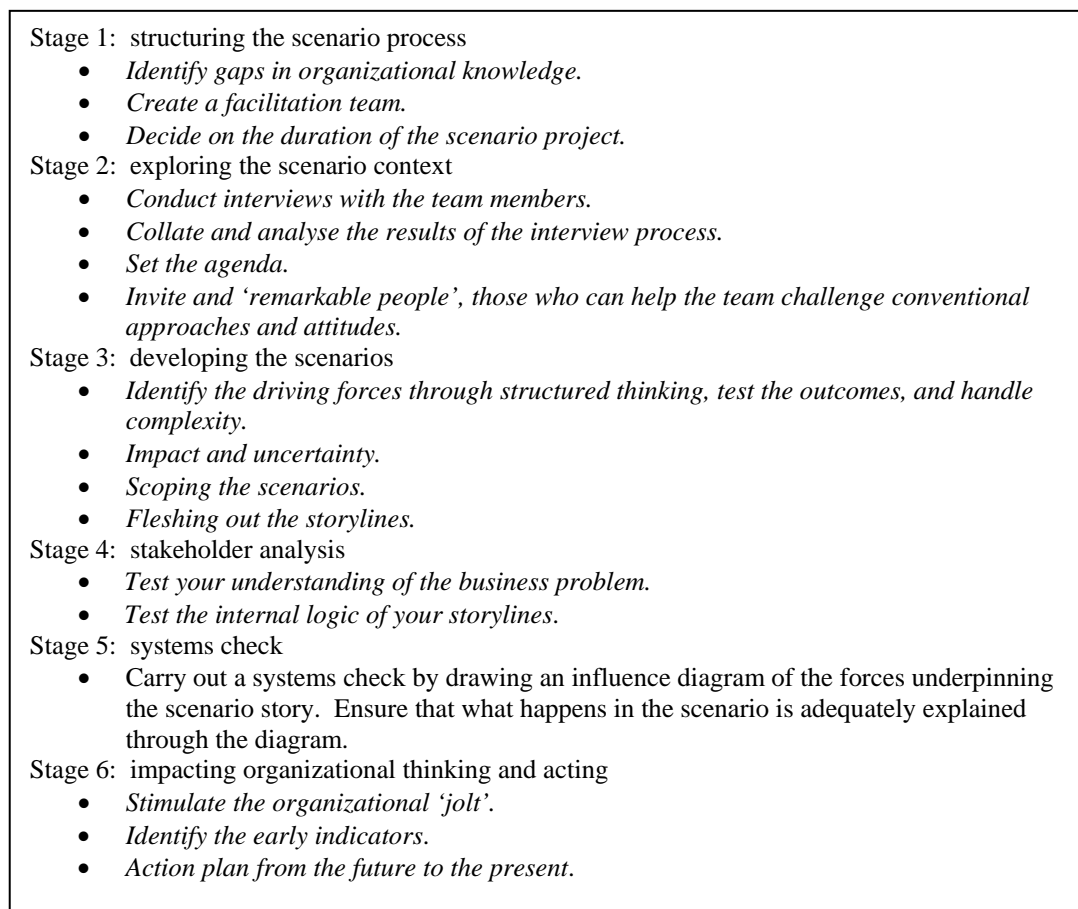 Stage 1:  structuring the scenario process
• Identify gaps in organizational knowledge.
• Create a facilitation team.
• Decide on the duration of the scenario project.
Stage 2:  exploring the scenario context
• Conduct interviews with the team members.
• Collate and analyse the results of the interview process.
• Set the agenda.
• Invite and ‘remarkable people’, those who can help the team challenge conventional
approaches and attitudes.
Stage 3:  developing the scenarios
• Identify the driving forces through structured thinking, test the outcomes, and handle
complexity.
• Impact and uncertainty.
• Scoping the scenarios.
• Fleshing out the storylines.
Stage 4:  stakeholder analysis
• Test your understanding of the business problem.
• Test the internal logic of your storylines.
Stage 5:  systems check
• Carry out a systems check by drawing an influence diagram of the forces underpinning
the scenario story.  Ensure that what happens in the scenario is adequately explained
through the diagram.
Stage 6:  impacting organizational thinking and acting
• Stimulate the organizational ‘jolt’.
• Identify the early indicators.
• Action plan from the future to the present.